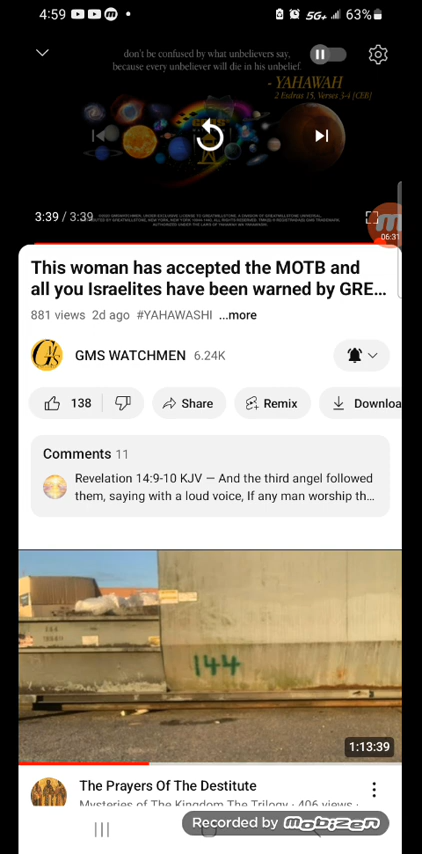 4:59
5G+
63%
don't be confused by what unbelievers say,
because every unbeliever will die in his unbelief.
- YAHAWAH
2 Esdras 15, Verses 3-4 [CEB]
3:39 / 3:39
06:31
This woman has accepted the MOTB and
all you Israelites have been warned by GRE...
881 views 2d ago #YAHAWASHI ...more
GMS WATCHMEN 6.24K
138 Share Remix Downloa
Comments 11
Revelation 14:9-10 KJV — And the third angel followed
them, saying with a loud voice, If any man worship th...
144
1:13:39
The Prayers Of The Destitute
Mysteries of The Kingdom The Trilogy · 406 views ·
Recorded by MOBIZEN